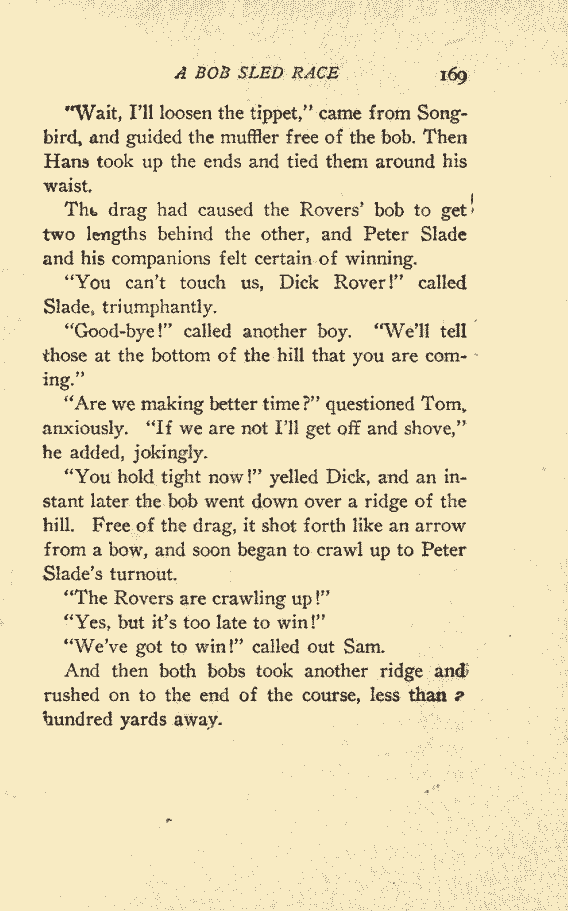 A BOB SLED RACE 169
"Wait, I'll loosen the tippet," came from Song-
bird, and guided the muffler free of the bob. Then
Hans took up the ends and tied them around his
waist.
The drag had caused the Rovers' bob to get
two lengths behind the other, and Peter Slade
and his companions felt certain of winning.
"You can't touch us, Dick Rover!" called
Slade, triumphantly.
"Good-bye!" called another boy. "We'll tell
those at the bottom of the hill that you are com-
ing."
"Are we making better time?" questioned Tom,
anxiously. "If we are not I'll get off and shove,"
he added, jokingly.
"You hold tight now!" yelled Dick, and an in-
stant later the bob went down over a ridge of the
hill. Free of the drag, it shot forth like an arrow
from a bow, and soon began to crawl up to Peter
Slade's turnout.
"The Rovers are crawling up!"
"Yes, but it's too late to win!"
"We've got to win!" called out Sam.
And then both bobs took another ridge and
rushed on to the end of the course, less than a
hundred yards away.